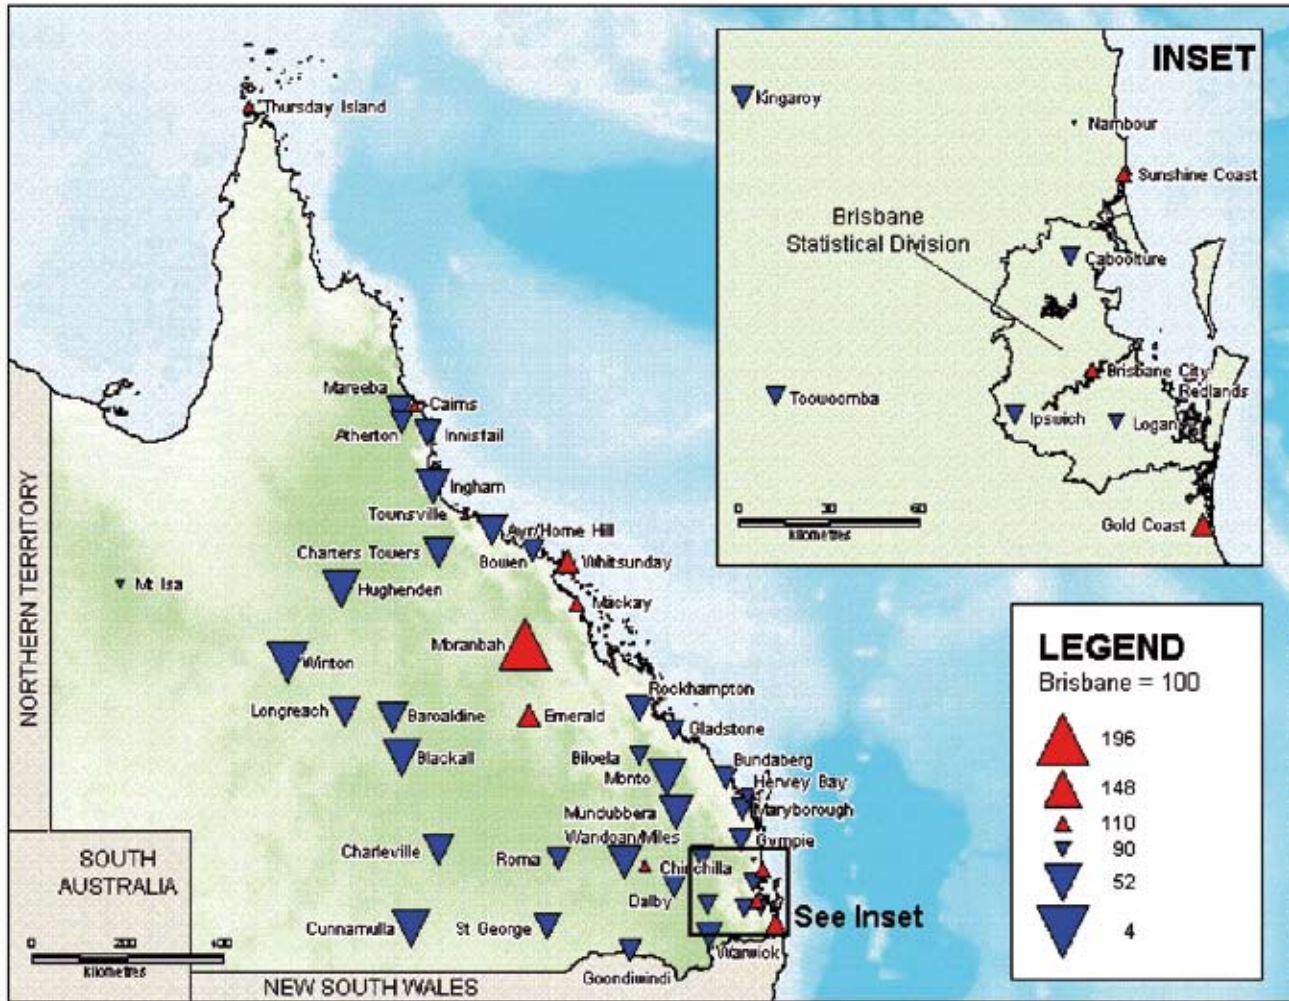 INSET
Kingaroy
Nambour
Sunshine Coast
Brisbane
Statistical Division
Caboolture
Brisbane City
Redlands
Toowoomba
Ipswich
Logan
Gold Coast
0 30 60
kilometres
Thursday Island
Mareeba
Cairns
Atherton
Innisfail
Ingham
Townsville
Ayr/Home Hill
Charters Towers
Bowen
Whitsunday
Mt Isa
Hughenden
Mackay
Moranbah
Winton
Rockhampton
Longreach
Barcaldine
Emerald
Gladstone
Blackall
Biloela
Bundaberg
Monto
Hervey Bay
Mundubbera
Maryborough
Wandoan/Miles
Gympie
Charleville
Roma
Chinchilla
Dalby
See Inset
Cunnamulla
St George
Warwick
Goondiwindi
NORTHERN TERRITORY
SOUTH
AUSTRALIA
NEW SOUTH WALES
0 200 400
kilometres
LEGEND
Brisbane = 100
196
148
110
90
52
4